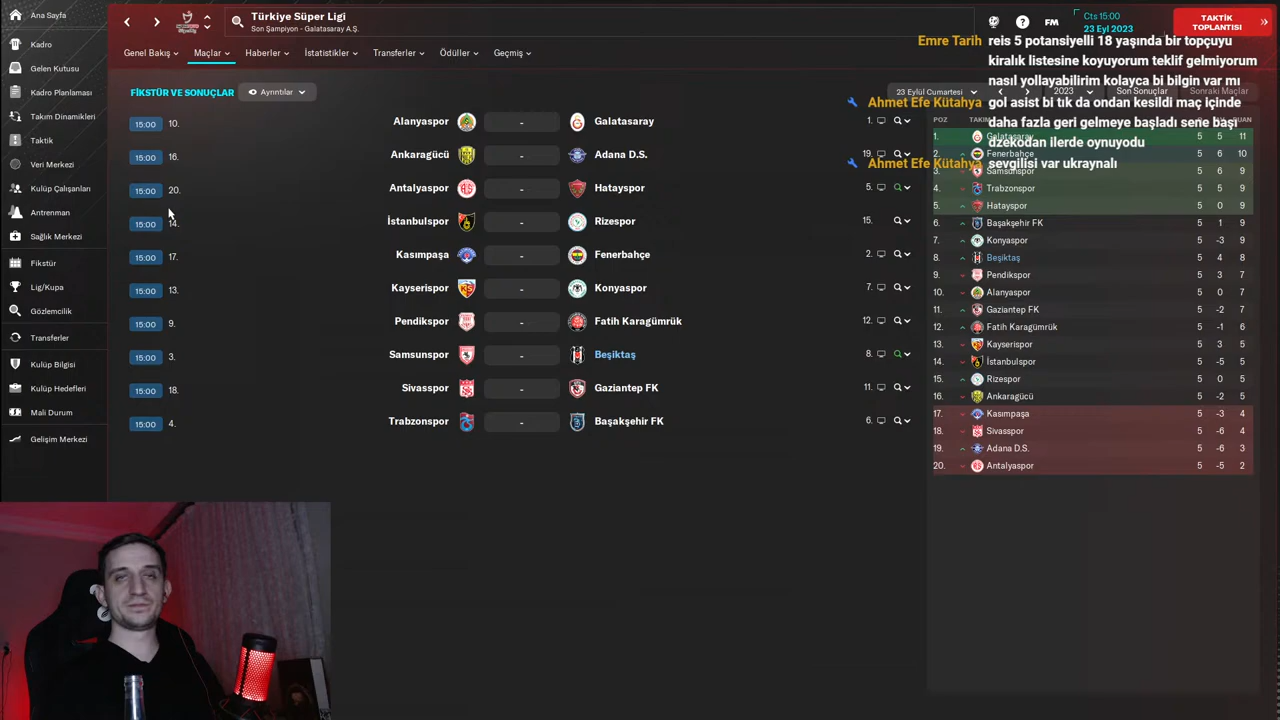 Ana Sayfa
Kadro
Gelen Kutusu
Kadro Planlaması
Takım Dinamikleri
Taktik
Veri Merkezi
Kulüp Çalışanları
Antrenman
Sağlık Merkezi
Fikstür
Lig/Kupa
Gözlemcilik
Transferler
Kulüp Bilgisi
Kulüp Hedefleri
Mali Durum
Gelişim Merkezi
Türkiye Süper Ligi
Son Şampiyon - Galatasaray A.Ş.
FM
Cts 15:00
23 Eyl 2023
TAKTİK TOPLANTISI
Genel Bakış
Maçlar
Haberler
İstatistikler
Transferler
Ödüller
Geçmiş
Emre Tarih reis 5 potansiyelli 18 yaşında bir topçuyu
kiralık listesine koyuyorum teklif gelmiyorum
nasıl yollayabilirim kolayca bi bilgin var mı
Ahmet Efe Kütahya gol asist bi tık da ondan kesildi maç içinde
daha fazla geri gelmeye başladı sene başı
dzekodan ilerde oynuyodu
Ahmet Efe Kütahya sevgilisi var ukraynalı
FİKSTÜR VE SONUÇLAR
Ayrıntılar
23 Eylül Cumartesi
2023
Son Sonuçlar
Sonraki Maçlar
15:00 10. Alanyaspor - Galatasaray 1.
15:00 16. Ankaragücü - Adana D.S. 19.
15:00 20. Antalyaspor - Hatayspor 5.
15:00 14. İstanbulspor - Rizespor 15.
15:00 17. Kasımpaşa - Fenerbahçe 2.
15:00 13. Kayserispor - Konyaspor 7.
15:00 9. Pendikspor - Fatih Karagümrük 12.
15:00 3. Samsunspor - Beşiktaş 8.
15:00 18. Sivasspor - Gaziantep FK 11.
15:00 4. Trabzonspor - Başakşehir FK 6.
POZ TAKIM PUAN
1. Galatasaray 5 5 11
2. Fenerbahçe 5 6 10
3. Samsunspor 5 6 9
4. Trabzonspor 5 5 9
5. Hatayspor 5 0 9
6. Başakşehir FK 5 1 9
7. Konyaspor 5 -3 9
8. Beşiktaş 5 4 8
9. Pendikspor 5 3 7
10. Alanyaspor 5 0 7
11. Gaziantep FK 5 -2 7
12. Fatih Karagümrük 5 -1 6
13. Kayserispor 5 3 5
14. İstanbulspor 5 -5 5
15. Rizespor 5 0 5
16. Ankaragücü 5 -2 5
17. Kasımpaşa 5 -3 4
18. Sivasspor 5 -6 4
19. Adana D.S. 5 -6 3
20. Antalyaspor 5 -5 2